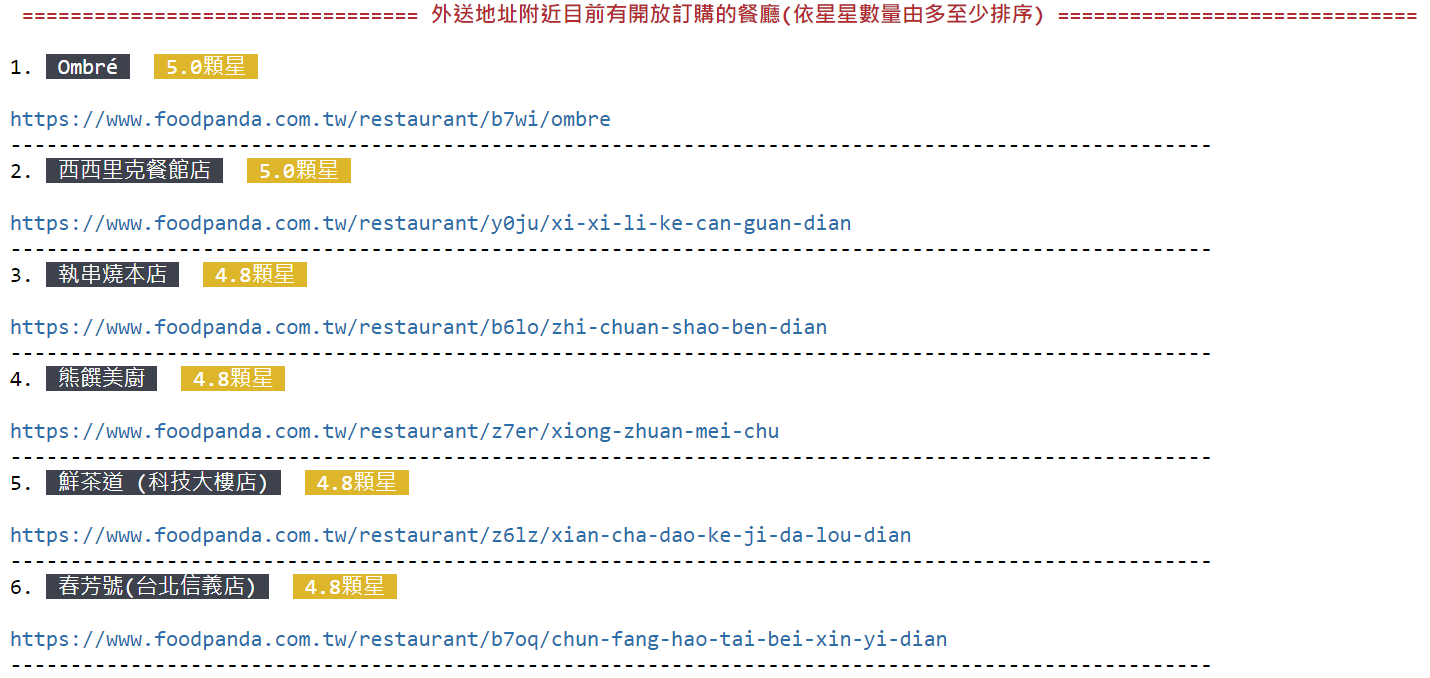 ================================= 外送地址附近目前有開放訂購的餐廳(依星星數量由多至少排序) ==============================
1. Ombré 5.0顆星
https://www.foodpanda.com.tw/restaurant/b7wi/ombre
----------------------------------------------------------------------------------------------------
2. 西西里克餐館店 5.0顆星
https://www.foodpanda.com.tw/restaurant/y0ju/xi-xi-li-ke-can-guan-dian
----------------------------------------------------------------------------------------------------
3. 執串燒本店 4.8顆星
https://www.foodpanda.com.tw/restaurant/b6lo/zhi-chuan-shao-ben-dian
----------------------------------------------------------------------------------------------------
4. 熊饌美廚 4.8顆星
https://www.foodpanda.com.tw/restaurant/z7er/xiong-zhuan-mei-chu
----------------------------------------------------------------------------------------------------
5. 鮮茶道 (科技大樓店) 4.8顆星
https://www.foodpanda.com.tw/restaurant/z6lz/xian-cha-dao-ke-ji-da-lou-dian
----------------------------------------------------------------------------------------------------
6. 春芳號(台北信義店) 4.8顆星
https://www.foodpanda.com.tw/restaurant/b7oq/chun-fang-hao-tai-bei-xin-yi-dian
----------------------------------------------------------------------------------------------------